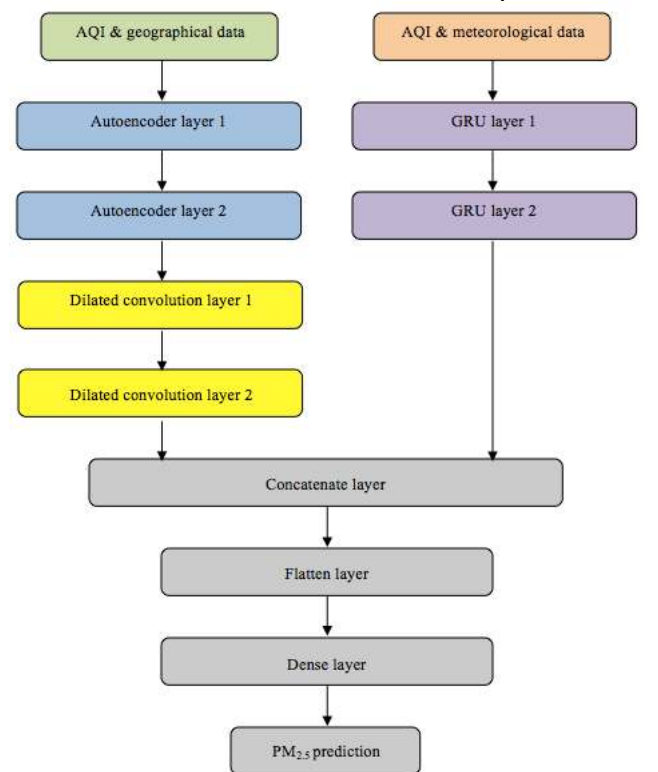 AQI & geographical data
AQI & meteorological data
Autoencoder layer 1
GRU layer 1
Autoencoder layer 2
GRU layer 2
Dilated convolution layer 1
Dilated convolution layer 2
Concatenate layer
Flatten layer
Dense layer
PM2.5 prediction